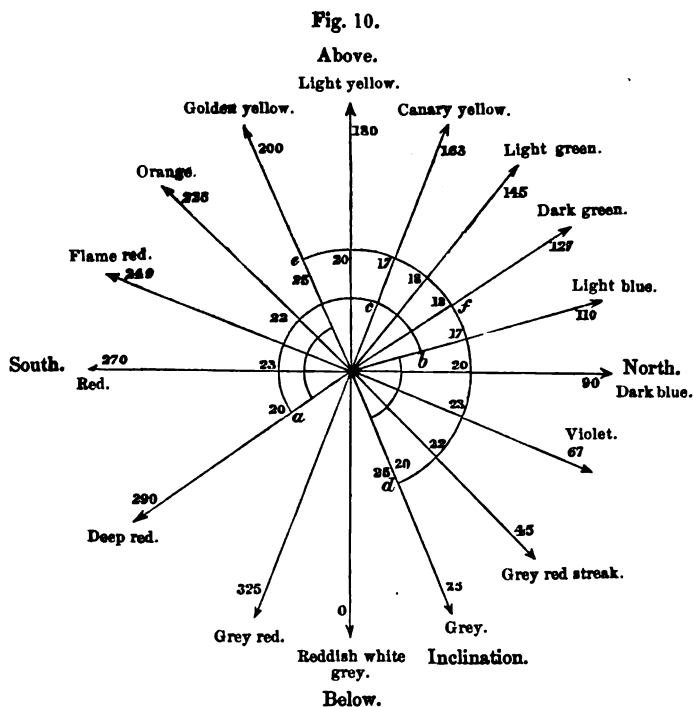 Fig. 10.
Above.
Light yellow.
Golden yellow.
Canary yellow.
180
200
163
Orange.
Light green.
225
145
Dark green.
127
Flame red.
249
e
20
17
25
18
Light blue.
110
18
f
c
22
17
South.
270
23
b
20
North.
Red.
90
Dark blue.
20
a
23
Violet.
67
22
25
20
d
290
Deep red.
45
Grey red streak.
325
25
0
Grey red.
Grey.
Reddish white
grey.
Inclination.
Below.